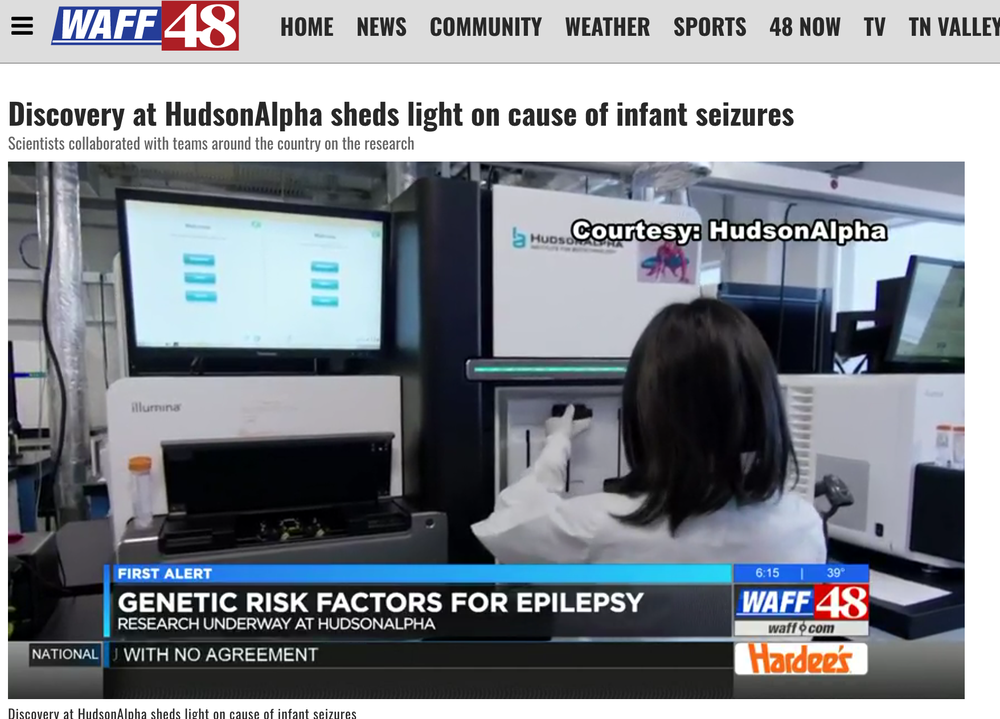 WAFF 48
HOME NEWS COMMUNITY WEATHER SPORTS 48 NOW TV TN VALLEY
Discovery at HudsonAlpha sheds light on cause of infant seizures
Scientists collaborated with teams around the country on the research
Courtesy: HudsonAlpha
HUDSONALPHA
illumina
FIRST ALERT
6:15 | 39°
GENETIC RISK FACTORS FOR EPILEPSY
RESEARCH UNDERWAY AT HUDSONALPHA
WAFF 48
waff com
NATIONAL
WITH NO AGREEMENT
Hardee's
Discovery at HudsonAlpha sheds light on cause of infant seizures